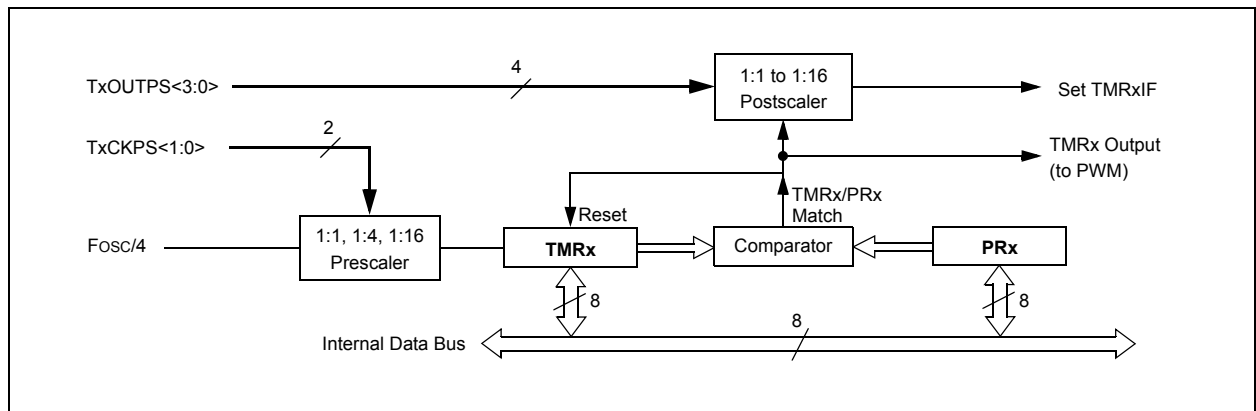 TxOUTPS<3:0>
4
1:1 to 1:16
Postscaler
Set TMRxIF
TxCKPS<1:0>
2
TMRx Output
(to PWM)
TMRx/PRx
Match
Reset
FOSC/4
1:1, 1:4, 1:16
Prescaler
TMRx
Comparator
PRx
8
8
8
Internal Data Bus